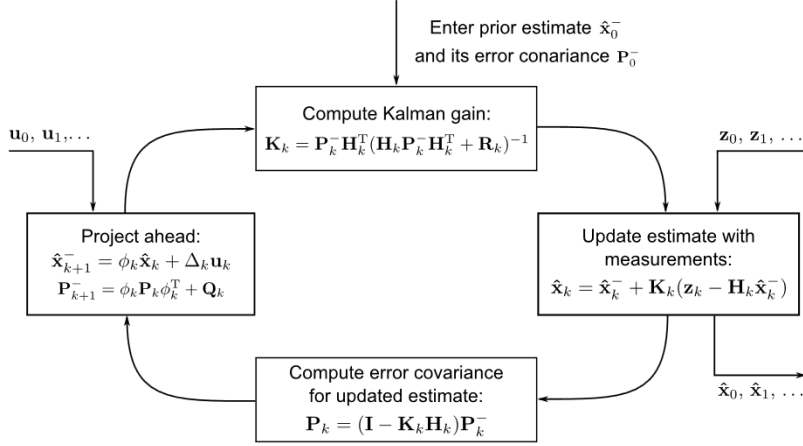 Enter prior estimate x̂₀⁻
and its error conariance P₀⁻
Compute Kalman gain:
Kₖ = Pₖ⁻Hₖᵀ(HₖPₖ⁻Hₖᵀ + Rₖ)⁻¹
u₀, u₁,...
z₀, z₁, ...
Project ahead:
x̂ₖ₊₁⁻ = ϕₖx̂ₖ + Δₖuₖ
Pₖ₊₁⁻ = ϕₖPₖϕₖᵀ + Qₖ
Update estimate with
measurements:
x̂ₖ = x̂ₖ⁻ + Kₖ(zₖ − Hₖx̂ₖ⁻)
Compute error covariance
for updated estimate:
Pₖ = (I − KₖHₖ)Pₖ⁻
x̂₀, x̂₁, ...